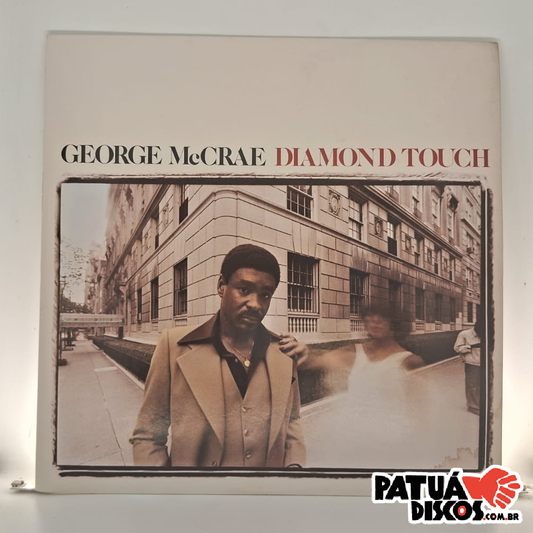 GEORGE McCRAE DIAMOND TOUCH
PATUÁ
DISCOS.COM.BR